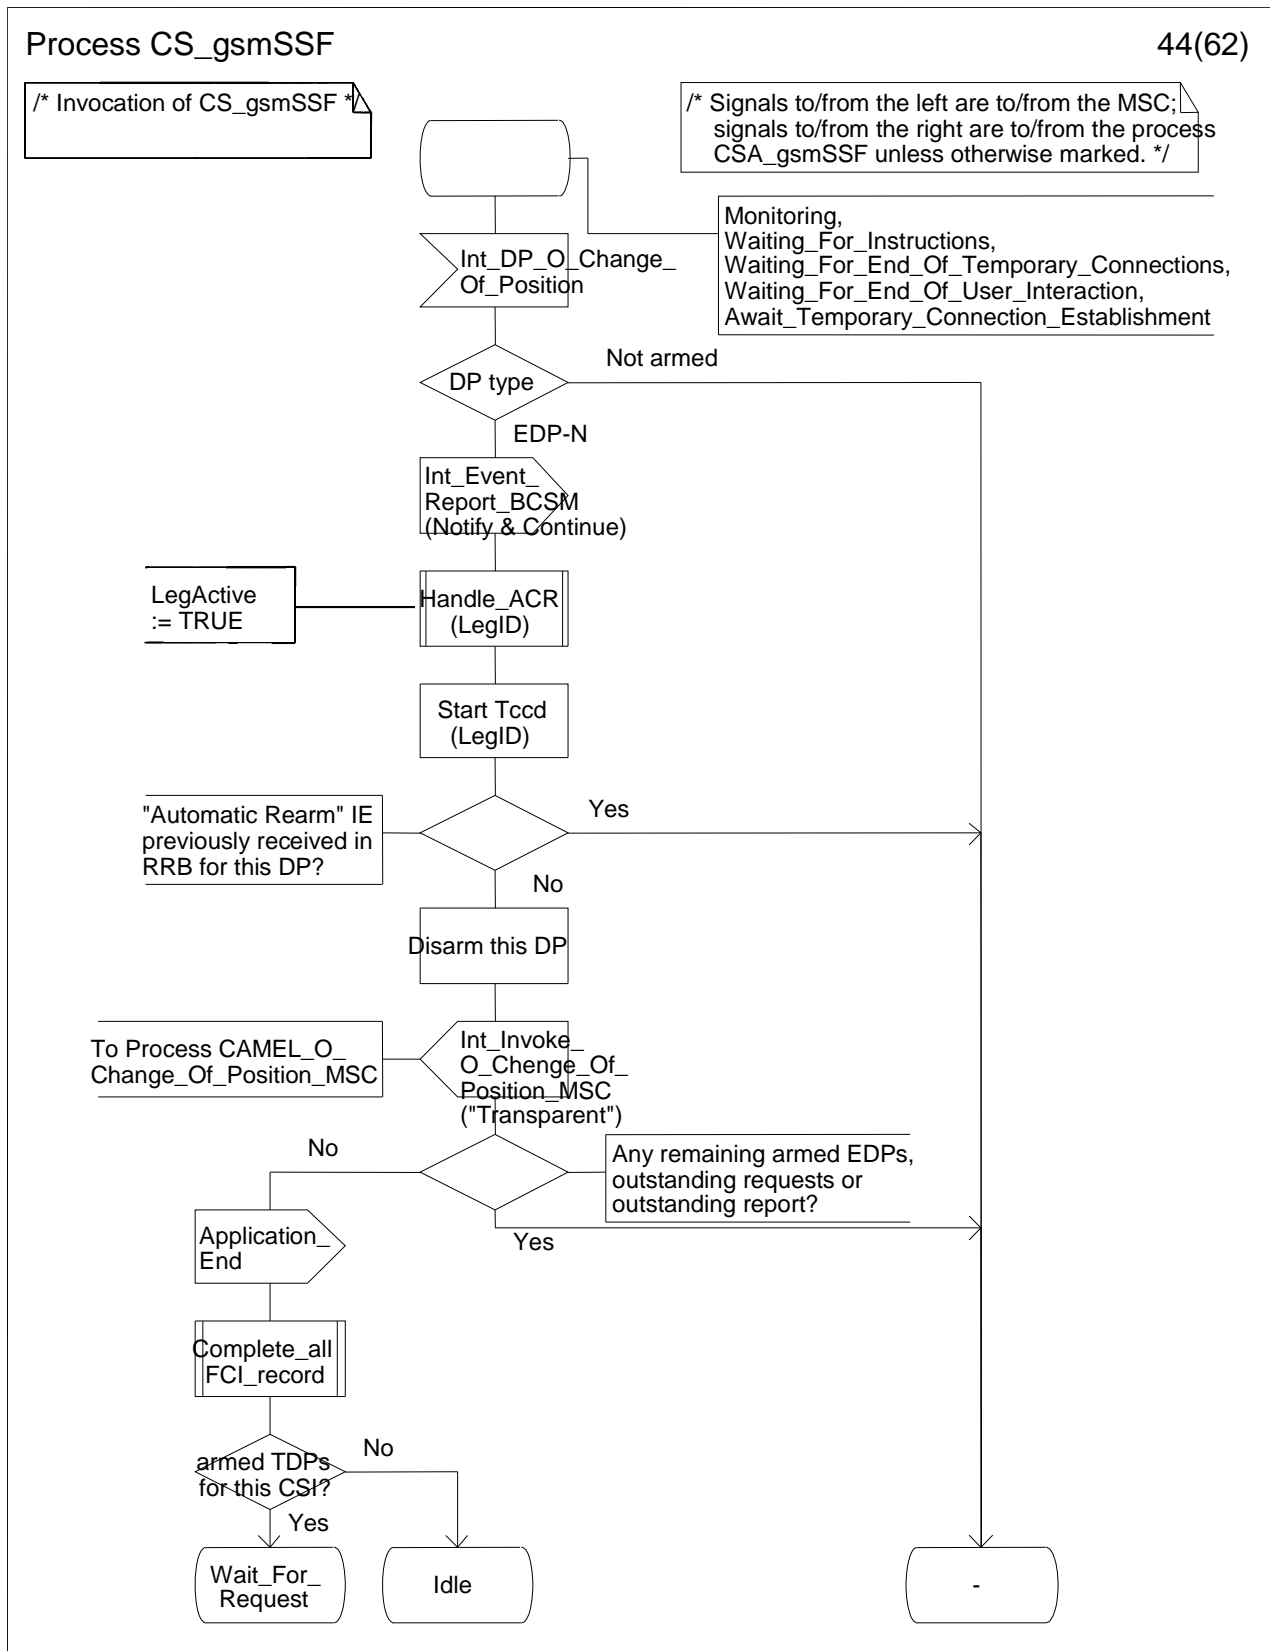 Process CS_gsmSSF
44(62)
/* Invocation of CS_gsmSSF */
/* Signals to/from the left are to/from the MSC;
signals to/from the right are to/from the process
CSA_gsmSSF unless otherwise marked. */
Monitoring,
Waiting_For_Instructions,
Waiting_For_End_Of_Temporary_Connections,
Waiting_For_End_Of_User_Interaction,
Await_Temporary_Connection_Establishment
Int_DP_O_Change_
Of_Position
DP type
Not armed
EDP-N
Int_Event_
Report_BCSM
(Notify & Continue)
LegActive
:= TRUE
Handle_ACR
(LegID)
Start Tccd
(LegID)
"Automatic Rearm" IE
previously received in
RRB for this DP?
Yes
No
Disarm this DP
To Process CAMEL_O_
Change_Of_Position_MSC
Int_Invoke_
O_Chenge_Of_
Position_MSC
("Transparent")
No
Any remaining armed EDPs,
outstanding requests or
outstanding report?
Yes
Application_
End
Complete_all
FCI_record
armed TDPs
for this CSI?
No
Yes
Wait_For_
Request
Idle
-